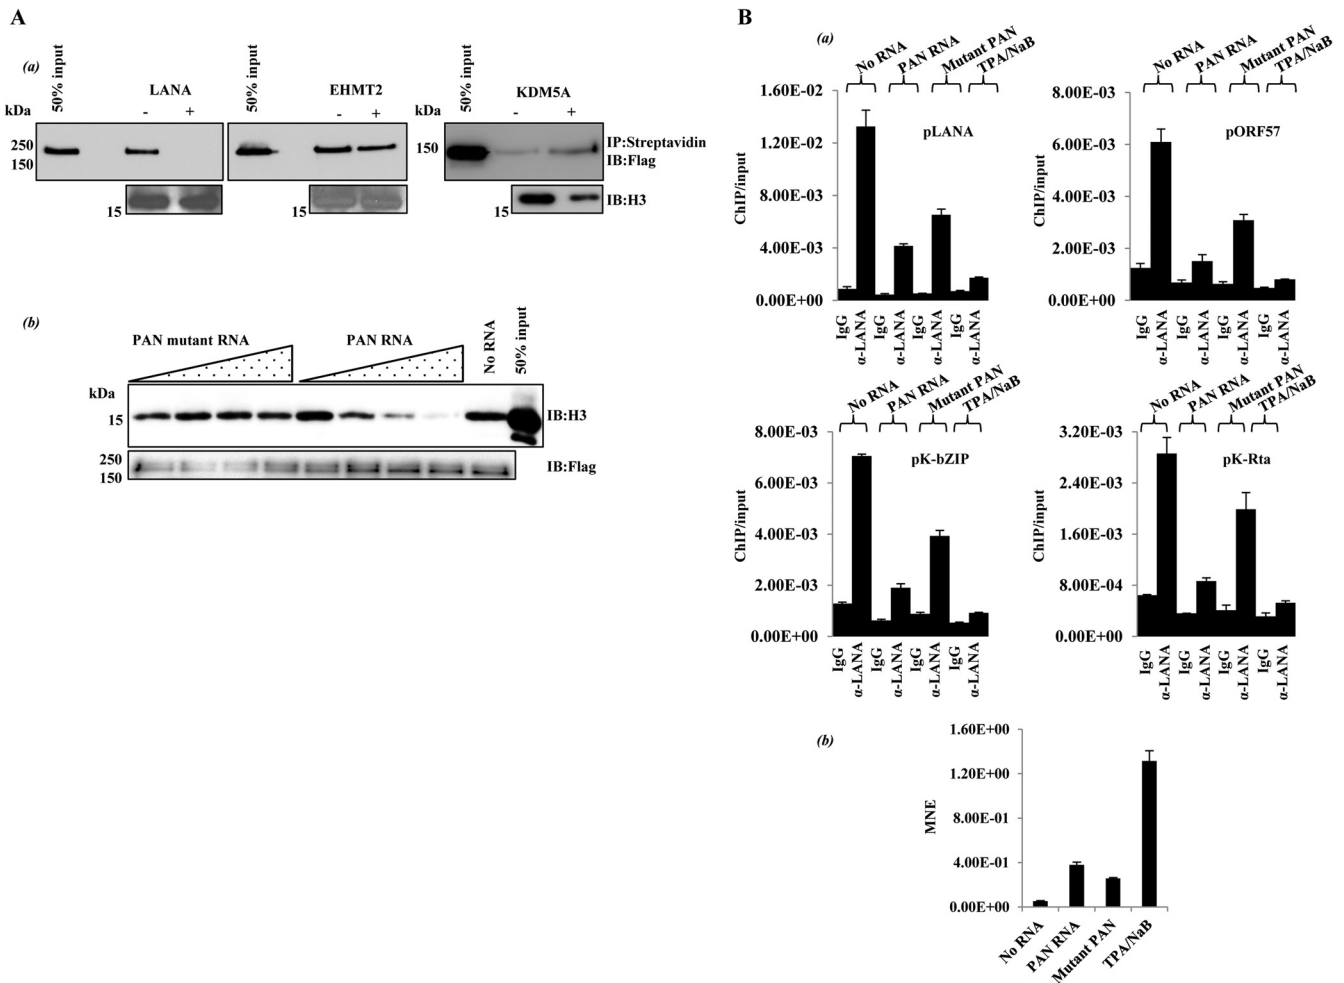 A
(a)
50% input
LANA
50% input
EHMT2
50% input
KDM5A
kDa
- +
- +
kDa
- +
250
150
150
IP:Streptavidin
IB:Flag
15
15
15
IB:H3
(b)
PAN mutant RNA
PAN RNA
No RNA
50% input
kDa
15
IB:H3
250
150
IB:Flag
B
(a)
No RNA
PAN RNA
Mutant PAN
TPA/NaB
pLANA
ChIP/input
1.60E-02
1.20E-02
8.00E-03
4.00E-03
0.00E+00
IgG
α-LANA
IgG
α-LANA
IgG
α-LANA
IgG
α-LANA
No RNA
PAN RNA
Mutant PAN
TPA/NaB
pORF57
ChIP/input
8.00E-03
6.00E-03
4.00E-03
2.00E-03
0.00E+00
IgG
α-LANA
IgG
α-LANA
IgG
α-LANA
IgG
α-LANA
No RNA
PAN RNA
Mutant PAN
TPA/NaB
pK-bZIP
ChIP/input
8.00E-03
6.00E-03
4.00E-03
2.00E-03
0.00E+00
IgG
α-LANA
IgG
α-LANA
IgG
α-LANA
IgG
α-LANA
No RNA
PAN RNA
Mutant PAN
TPA/NaB
pK-Rta
ChIP/input
3.20E-03
2.40E-03
1.60E-03
8.00E-04
0.00E+00
IgG
α-LANA
IgG
α-LANA
IgG
α-LANA
IgG
α-LANA
(b)
MNE
1.60E+00
1.20E+00
8.00E-01
4.00E-01
0.00E+00
No RNA
PAN RNA
Mutant PAN
TPA/NaB